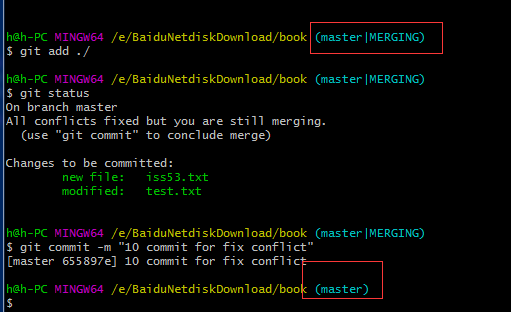 h@h-PC MINGW64 /e/BaiduNetdiskDownload/book (master|MERGING)
$ git add ./
h@h-PC MINGW64 /e/BaiduNetdiskDownload/book (master|MERGING)
$ git status
On branch master
All conflicts fixed but you are still merging.
  (use "git commit" to conclude merge)
Changes to be committed:
        new file:   iss53.txt
        modified:   test.txt
h@h-PC MINGW64 /e/BaiduNetdiskDownload/book (master|MERGING)
$ git commit -m "10 commit for fix conflict"
[master 655897e] 10 commit for fix conflict
h@h-PC MINGW64 /e/BaiduNetdiskDownload/book (master)
$